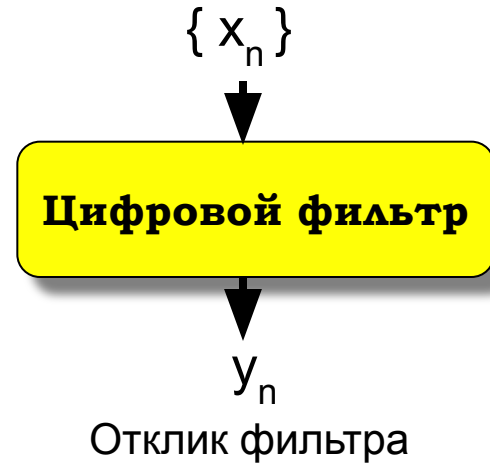 { xₙ }
Цифровой фильтр
yₙ
Отклик фильтра